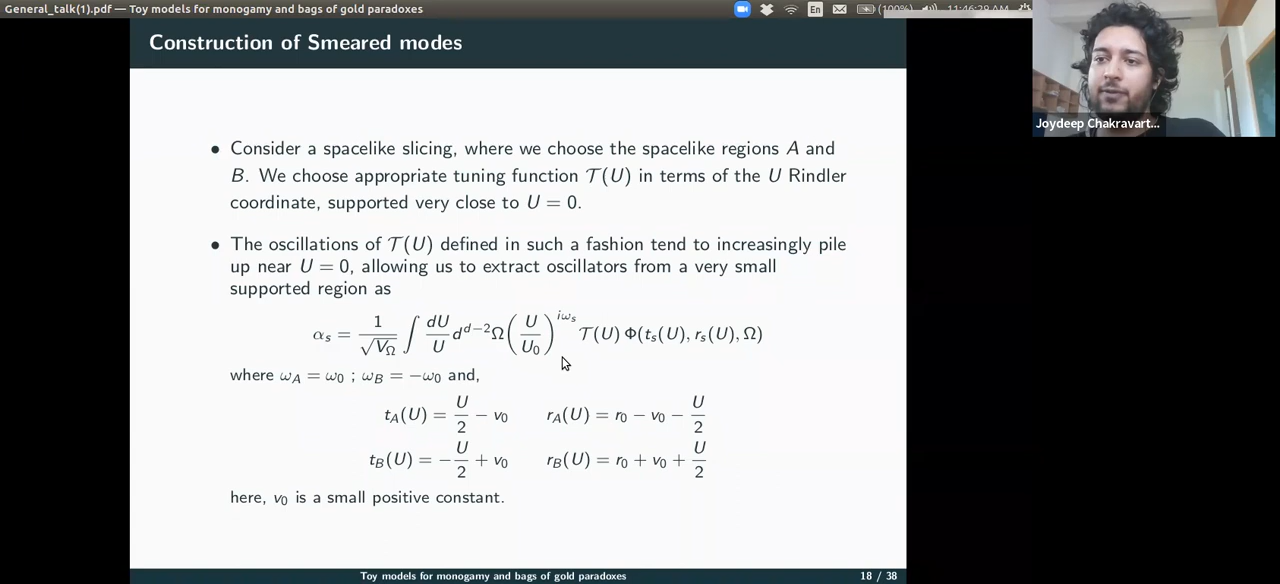 General_talk(1).pdf — Toy models for monogamy and bags of gold paradoxes
En
(100%)
11:46:29 AM
Construction of Smeared modes
Joydeep Chakravart...
• Consider a spacelike slicing, where we choose the spacelike regions A and
B. We choose appropriate tuning function 𝒯(U) in terms of the U Rindler
coordinate, supported very close to U = 0.
• The oscillations of 𝒯(U) defined in such a fashion tend to increasingly pile
up near U = 0, allowing us to extract oscillators from a very small
supported region as
α_s = 1/√V_Ω ∫ dU/U d^{d−2}Ω (U/U_0)^{iω_s} 𝒯(U) Φ(t_s(U), r_s(U), Ω)
where ω_A = ω_0 ; ω_B = −ω_0 and,
t_A(U) = U/2 − v_0 r_A(U) = r_0 − v_0 − U/2
t_B(U) = −U/2 + v_0 r_B(U) = r_0 + v_0 + U/2
here, v_0 is a small positive constant.
Toy models for monogamy and bags of gold paradoxes
18 / 38